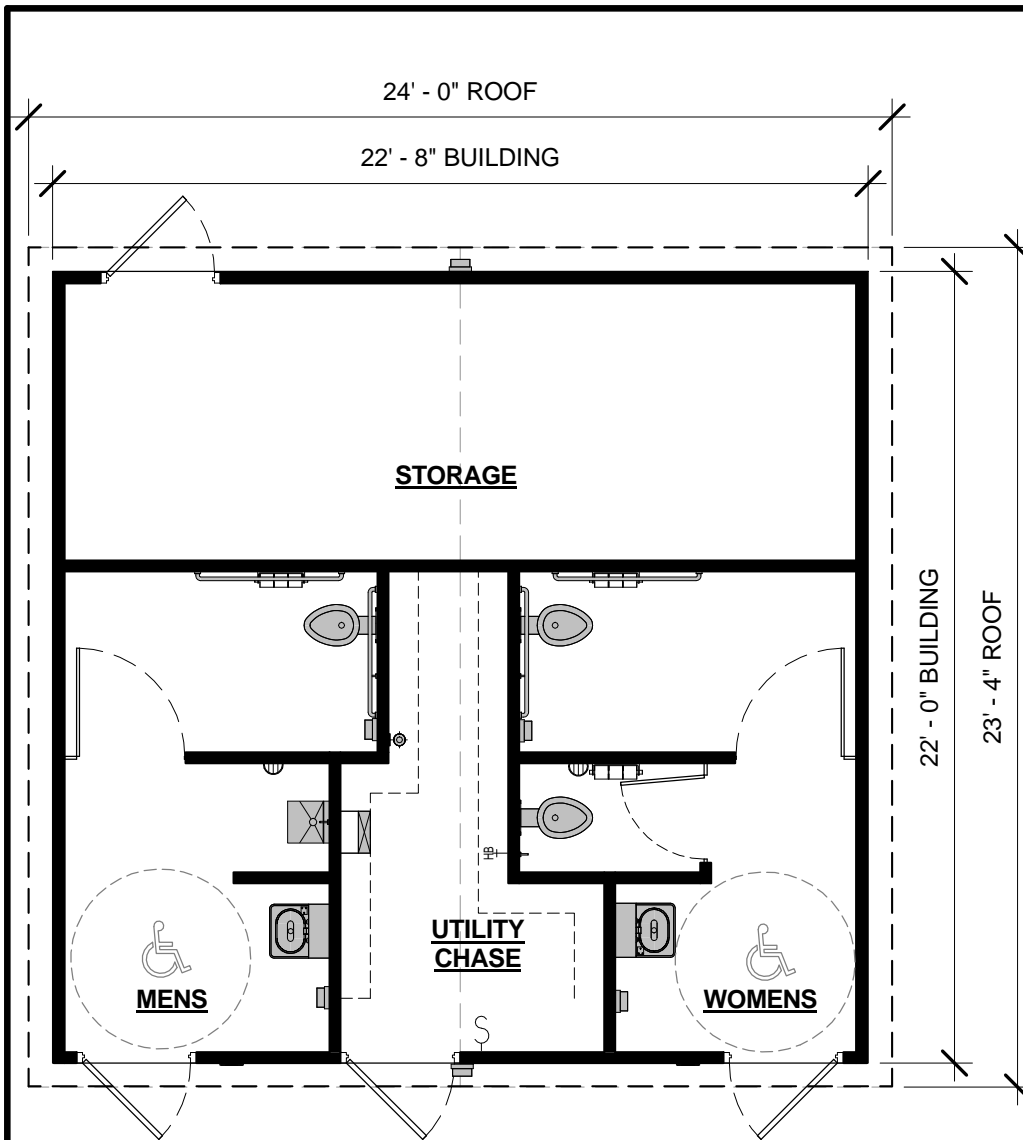 24' - 0" ROOF
22' - 8" BUILDING
STORAGE
22' - 0" BUILDING
23' - 4" ROOF
HB
UTILITY
CHASE
MENS
WOMENS
S